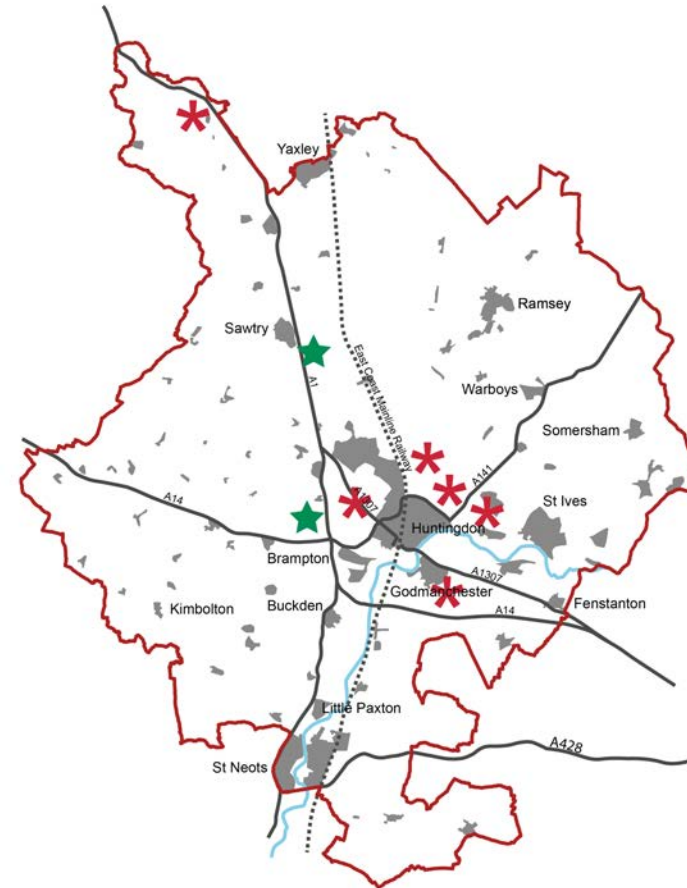 Yaxley
Ramsey
Sawtry
East Coast Mainline Railway
A1
Warboys
Somersham
A141
A14
A1307
St Ives
Huntingdon
Brampton
A1307
Godmanchester
Kimbolton
Buckden
Fenstanton
A14
Little Paxton
A428
St Neots